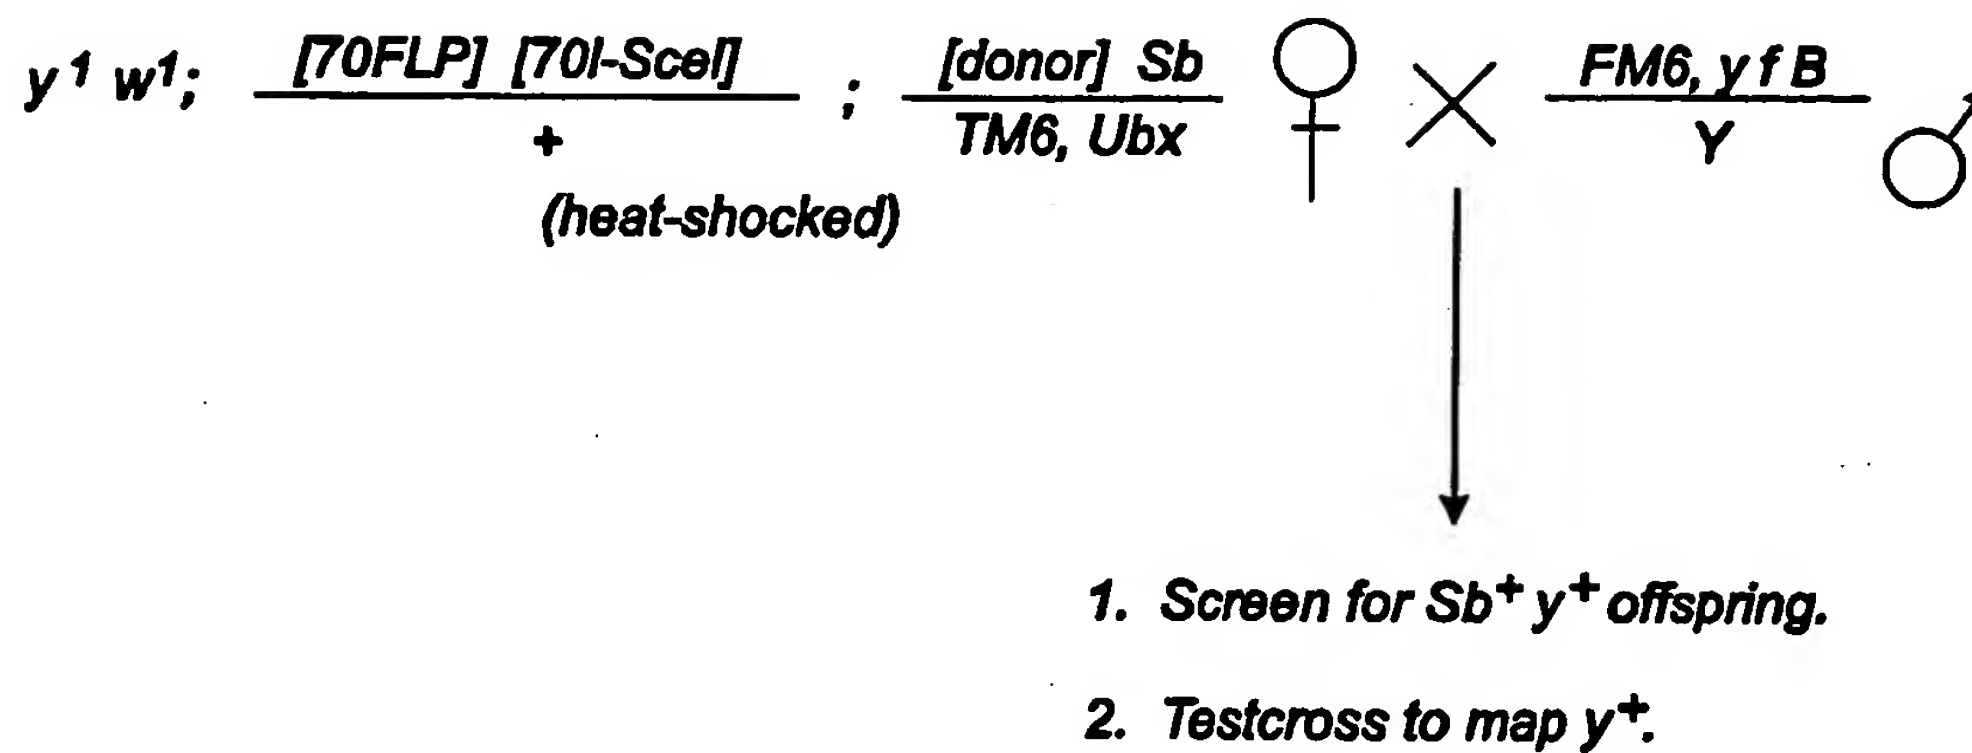 y¹ w¹; [70FLP] [70I-SceI] / + ; [donor] Sb / TM6, Ubx ♀ × FM6, y f B / Y ♂
(heat-shocked)
1. Screen for Sb⁺ y⁺ offspring.
2. Testcross to map y⁺.